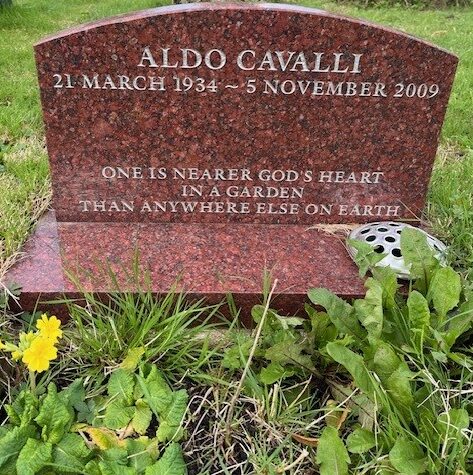 ALDO CAVALLI
21 MARCH 1934 ~ 5 NOVEMBER 2009
ONE IS NEARER GOD'S HEART
IN A GARDEN
THAN ANYWHERE ELSE ON EARTH